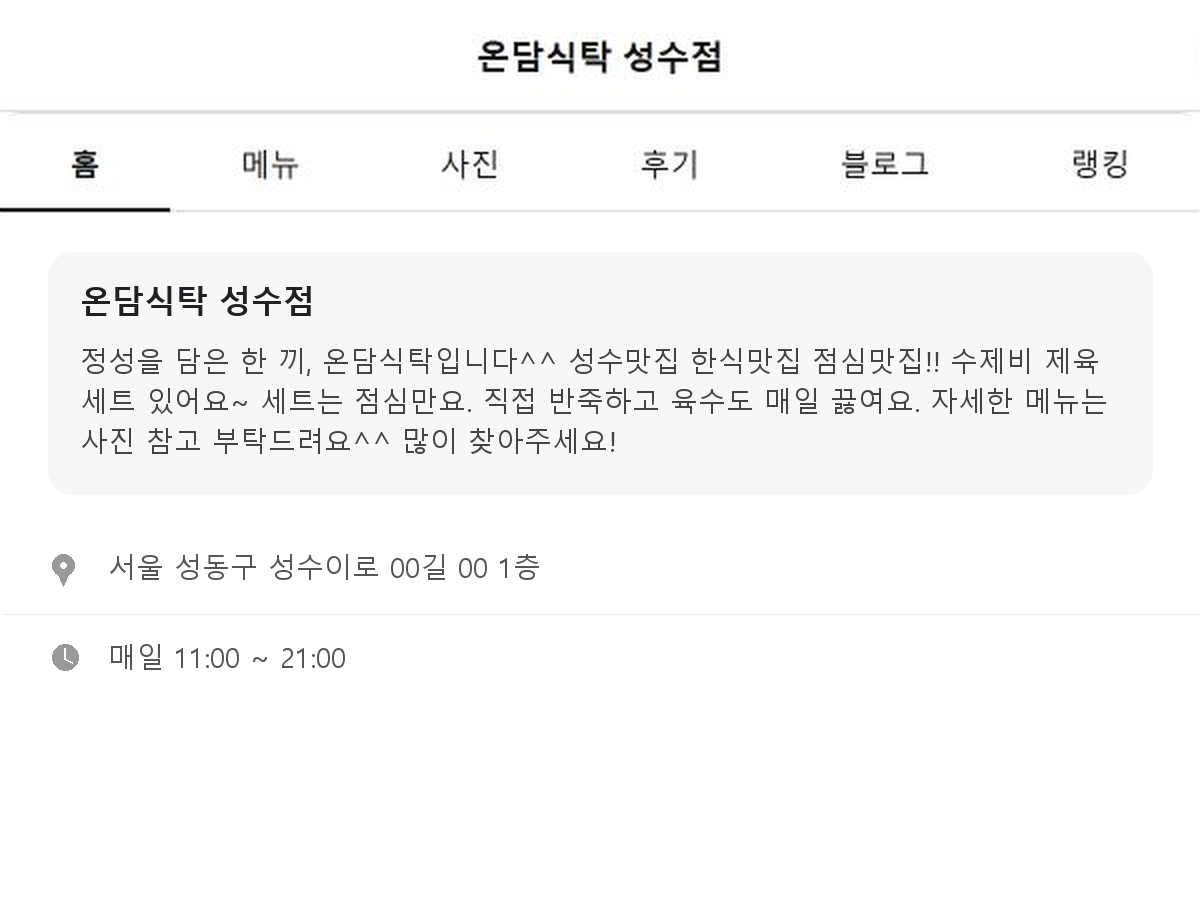 온담식탁 성수점
홈 메뉴 사진 후기 블로그 랭킹
온담식탁 성수점
정성을 담은 한 끼, 온담식탁입니다^^ 성수맛집 한식맛집 점심맛집!! 수제비 제육
세트 있어요~ 세트는 점심만요. 직접 반죽하고 육수도 매일 끓여요. 자세한 메뉴는
사진 참고 부탁드려요^^ 많이 찾아주세요!
서울 성동구 성수이로 00길 00 1층
매일 11:00 ~ 21:00